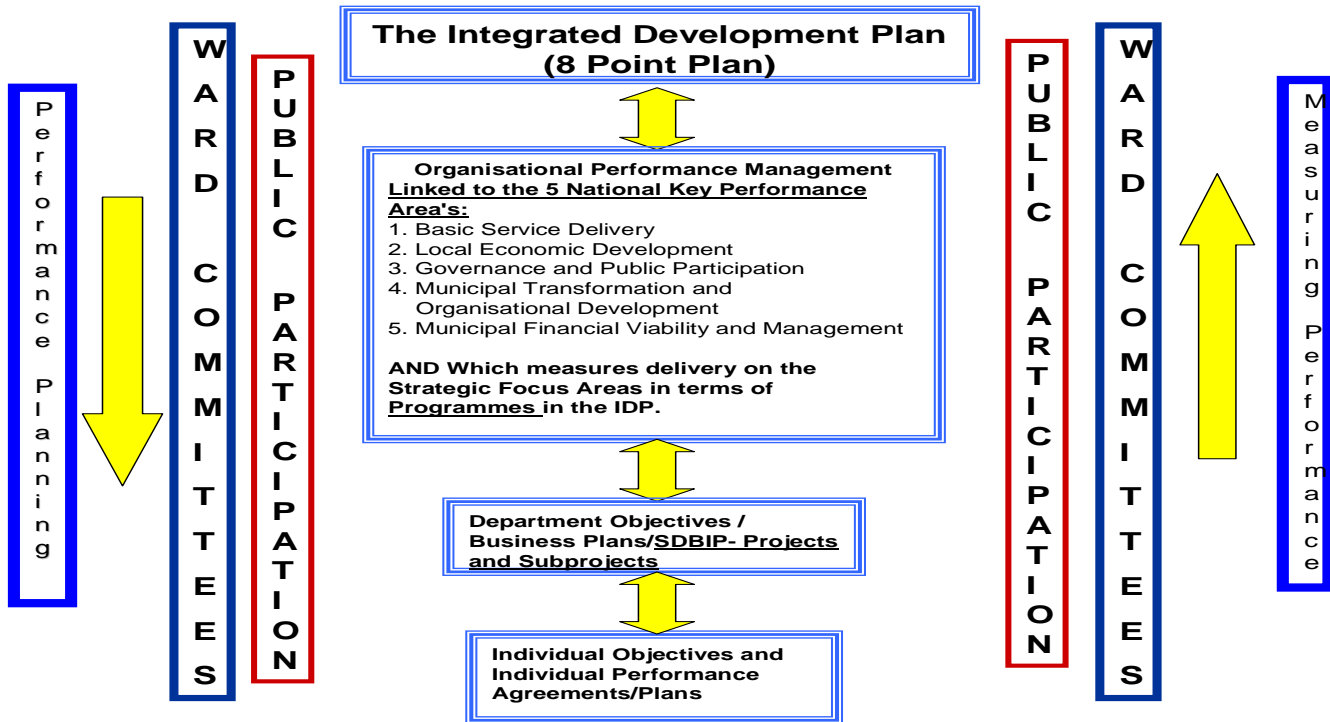 The Integrated Development Plan
(8 Point Plan)
Performance Planning
WARD COMMITTEES
PUBLIC PARTICIPATION
Organisational Performance Management
Linked to the 5 National Key Performance
Area's:
1. Basic Service Delivery
2. Local Economic Development
3. Governance and Public Participation
4. Municipal Transformation and
Organisational Development
5. Municipal Financial Viability and Management
AND Which measures delivery on the
Strategic Focus Areas in terms of
Programmes in the IDP.
Department Objectives /
Business Plans/SDBIP- Projects
and Subprojects
Individual Objectives and
Individual Performance
Agreements/Plans
PUBLIC PARTICIPATION
WARD COMMITTEES
Measuring Performance